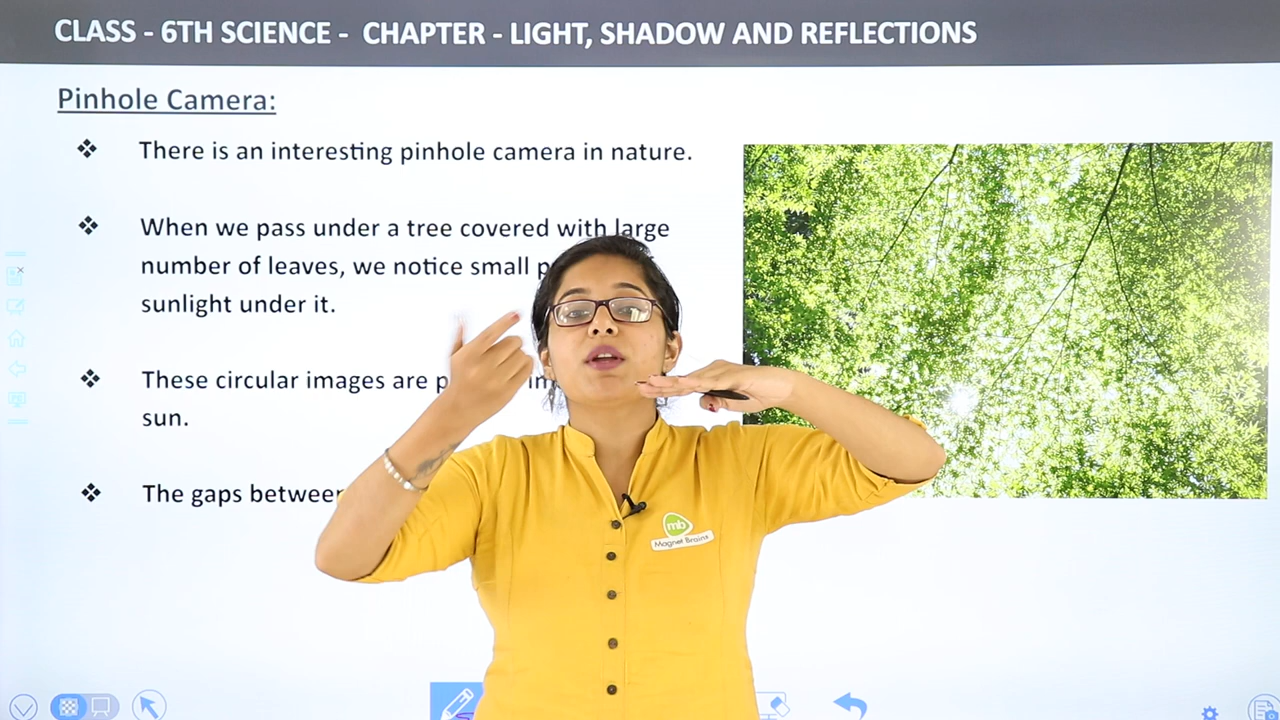 CLASS - 6TH SCIENCE - CHAPTER - LIGHT, SHADOW AND REFLECTIONS
Pinhole Camera:
There is an interesting pinhole camera in nature.
When we pass under a tree covered with large
number of leaves, we notice small
sunlight under it.
These circular images are
sun.
The gaps between
mb
Magnet Brains